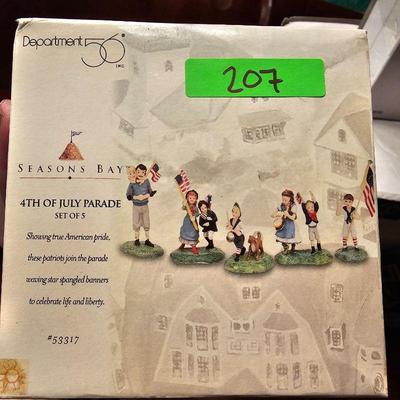 Department 56®
INC.
207
SEASONS BAY
4TH OF JULY PARADE
SET OF 5
Showing true American pride,
these patriots join the parade
waving star spangled banners
to celebrate life and liberty.
#53317